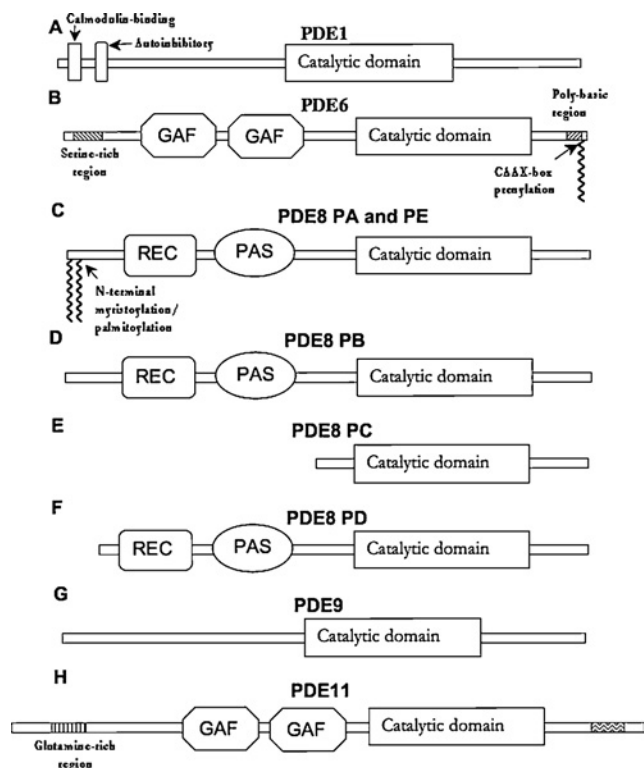 Calmodulin-binding
A
PDE1
Autoinhibitory
Catalytic domain
B
PDE6
Poly-basic
region
GAF
GAF
Catalytic domain
Serine-rich
region
CAAX-box
prenylation
C
PDE8 PA and PE
REC
PAS
Catalytic domain
N-terminal
myristoylation/
palmitoylation
D
PDE8 PB
REC
PAS
Catalytic domain
E
PDE8 PC
Catalytic domain
F
PDE8 PD
REC
PAS
Catalytic domain
G
PDE9
Catalytic domain
H
PDE11
GAF
GAF
Catalytic domain
Glutamine-rich
region